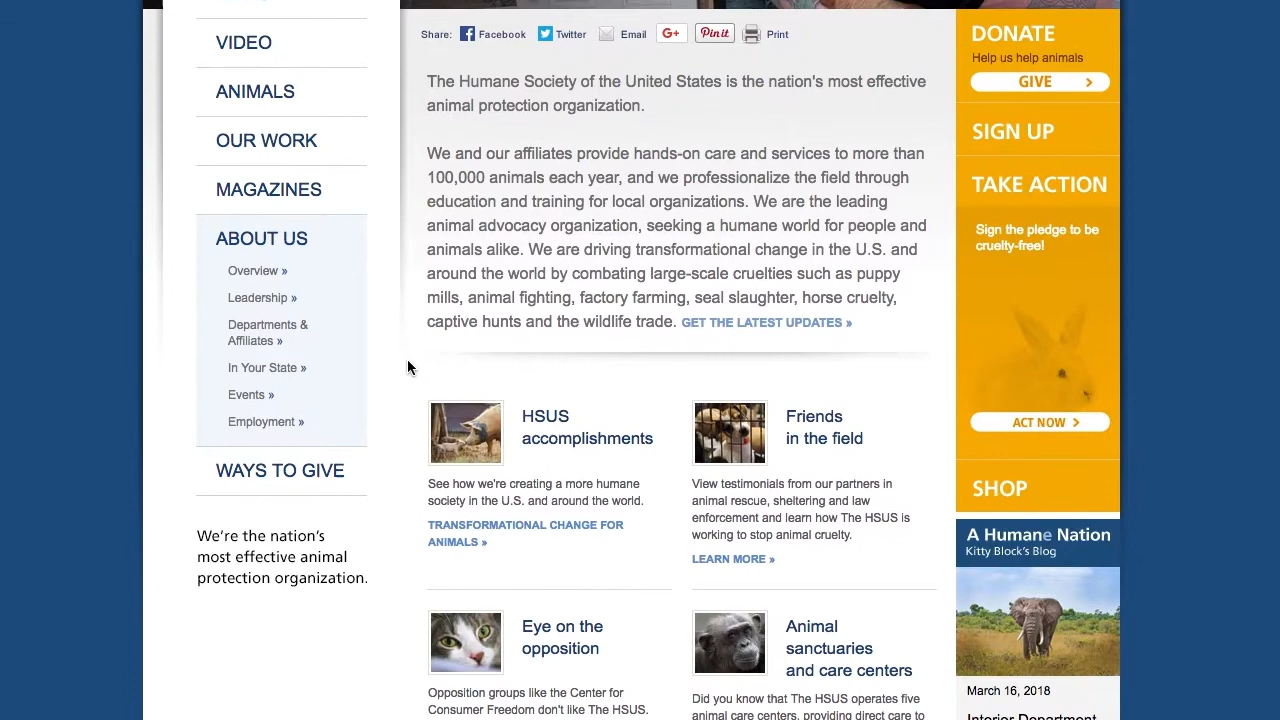 VIDEO
ANIMALS
OUR WORK
MAGAZINES
ABOUT US
Overview »
Leadership »
Departments &
Affiliates »
In Your State »
Events »
Employment »
WAYS TO GIVE
We're the nation's
most effective animal
protection organization.
Share: Facebook Twitter Email G+ Pin it Print
The Humane Society of the United States is the nation's most effective
animal protection organization.
We and our affiliates provide hands-on care and services to more than
100,000 animals each year, and we professionalize the field through
education and training for local organizations. We are the leading
animal advocacy organization, seeking a humane world for people and
animals alike. We are driving transformational change in the U.S. and
around the world by combating large-scale cruelties such as puppy
mills, animal fighting, factory farming, seal slaughter, horse cruelty,
captive hunts and the wildlife trade. GET THE LATEST UPDATES »
HSUS
accomplishments
See how we're creating a more humane
society in the U.S. and around the world.
TRANSFORMATIONAL CHANGE FOR
ANIMALS »
Friends
in the field
View testimonials from our partners in
animal rescue, sheltering and law
enforcement and learn how The HSUS is
working to stop animal cruelty.
LEARN MORE »
Eye on the
opposition
Opposition groups like the Center for
Consumer Freedom don't like The HSUS.
Animal
sanctuaries
and care centers
Did you know that The HSUS operates five
animal care centers, providing direct care to
DONATE
Help us help animals
GIVE >
SIGN UP
TAKE ACTION
Sign the pledge to be
cruelty-free!
ACT NOW >
SHOP
A Humane Nation
Kitty Block's Blog
March 16, 2018
Interior Department